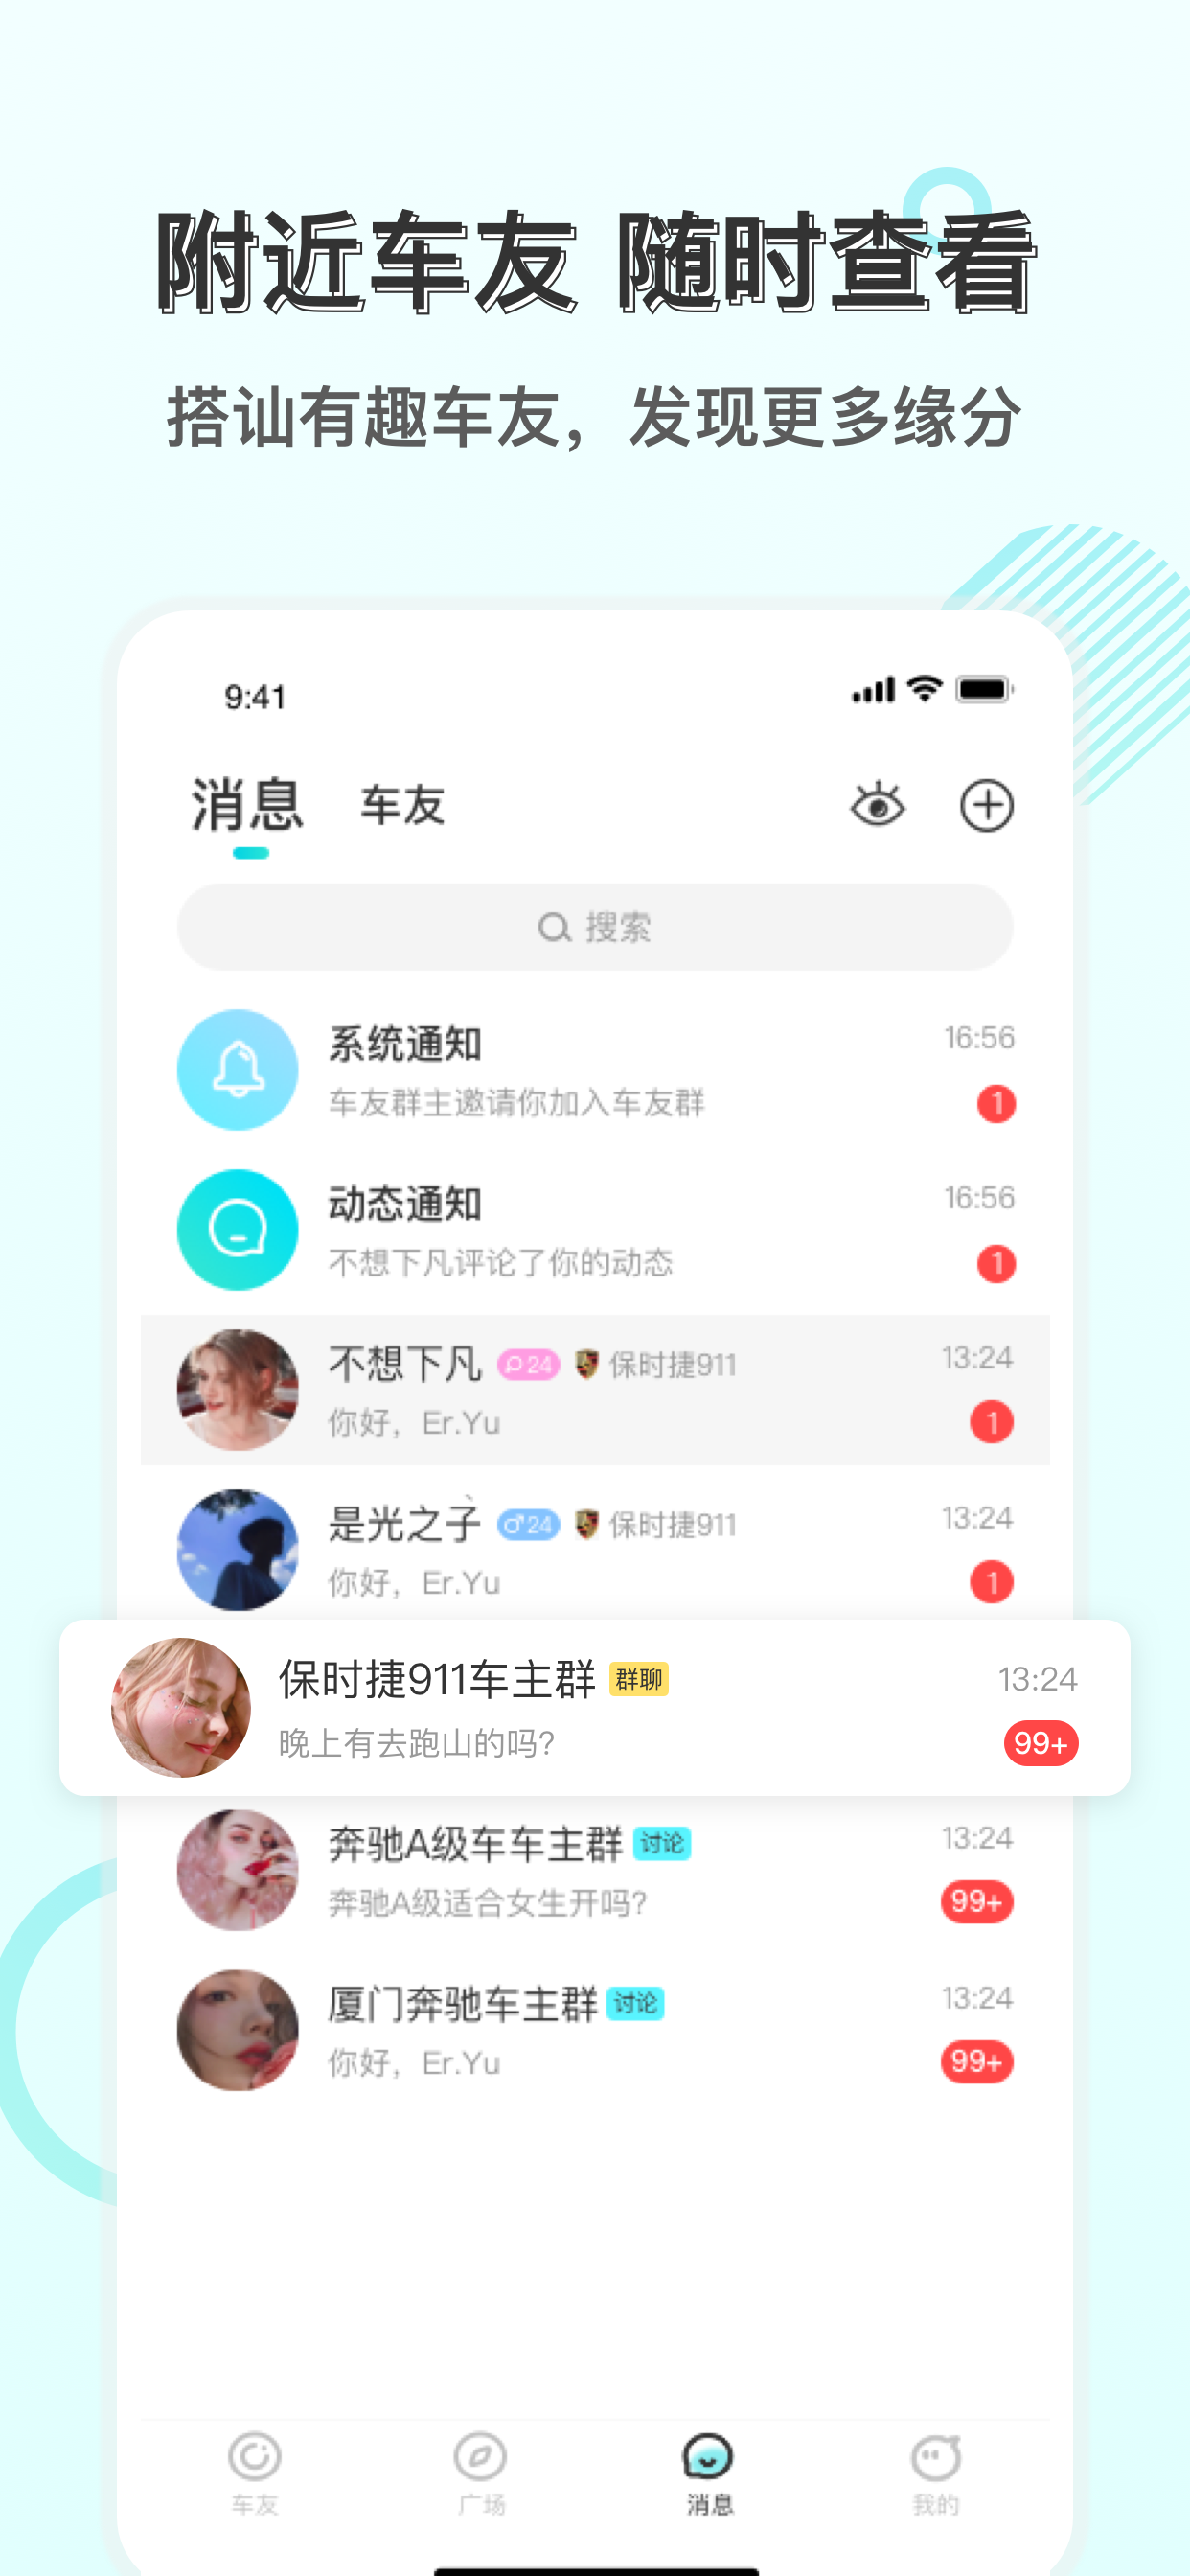 附近车友 随时查看
搭讪有趣车友，发现更多缘分
9:41
消息 车友
搜索
系统通知 16:56
车友群主邀请你加入车友群 1
动态通知 16:56
不想下凡评论了你的动态 1
不想下凡 24 保时捷911 13:24
你好，Er.Yu 1
是光之子 24 保时捷911 13:24
你好，Er.Yu 1
保时捷911车主群 群聊 13:24
晚上有去跑山的吗? 99+
奔驰A级车车主群 讨论 13:24
奔驰A级适合女生开吗? 99+
厦门奔驰车主群 讨论 13:24
你好，Er.Yu 99+
车友 广场 消息 我的